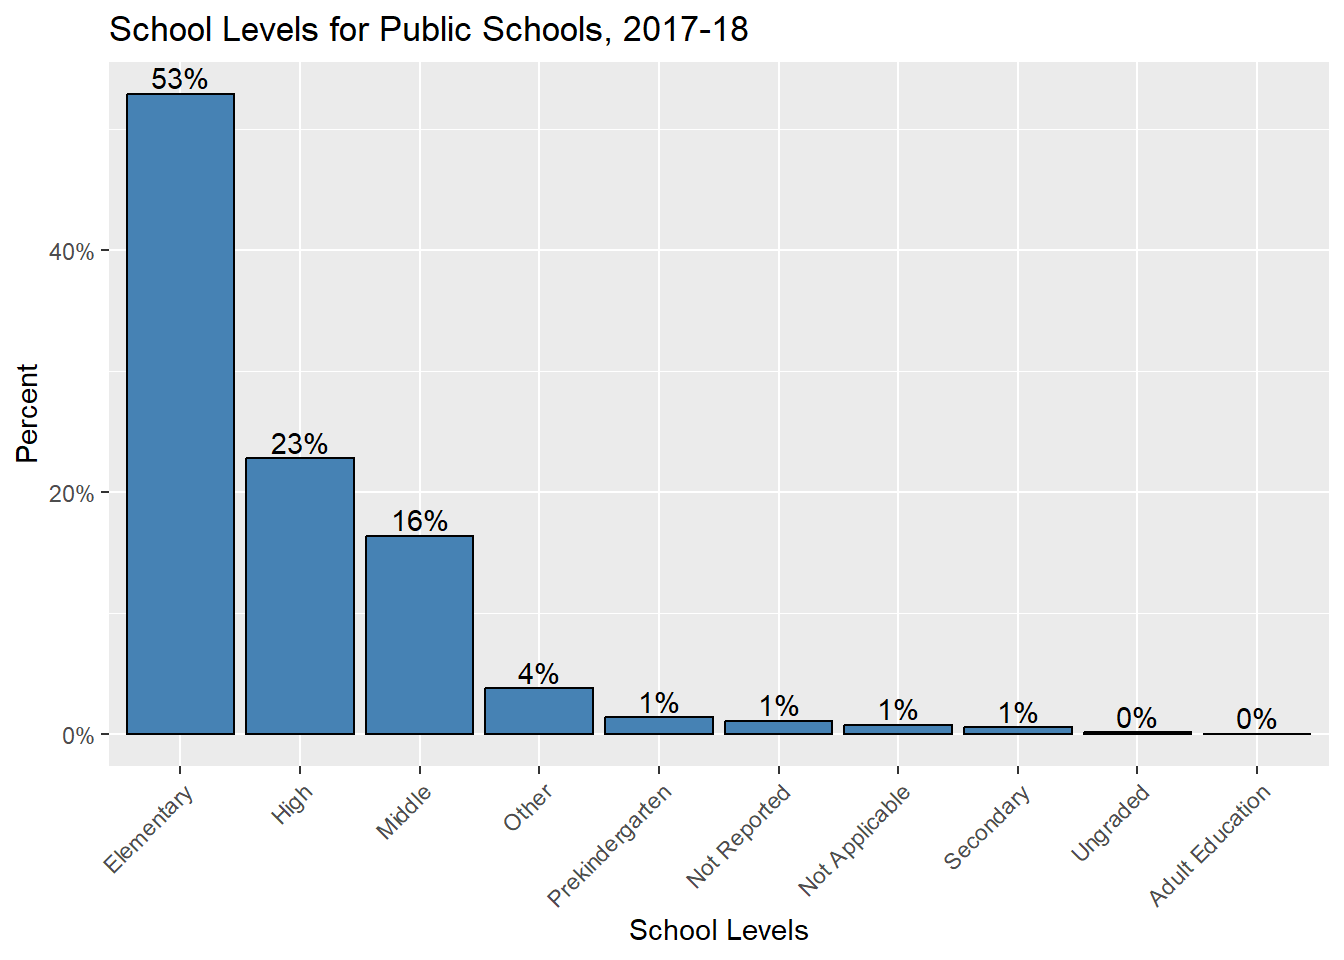 School Levels for Public Schools, 2017-18
53%
23%
16%
4%
1%
1%
1%
1%
0%
0%
40%
20%
0%
Percent
Elementary
High
Middle
Other
Prekindergarten
Not Reported
Not Applicable
Secondary
Ungraded
Adult Education
School Levels